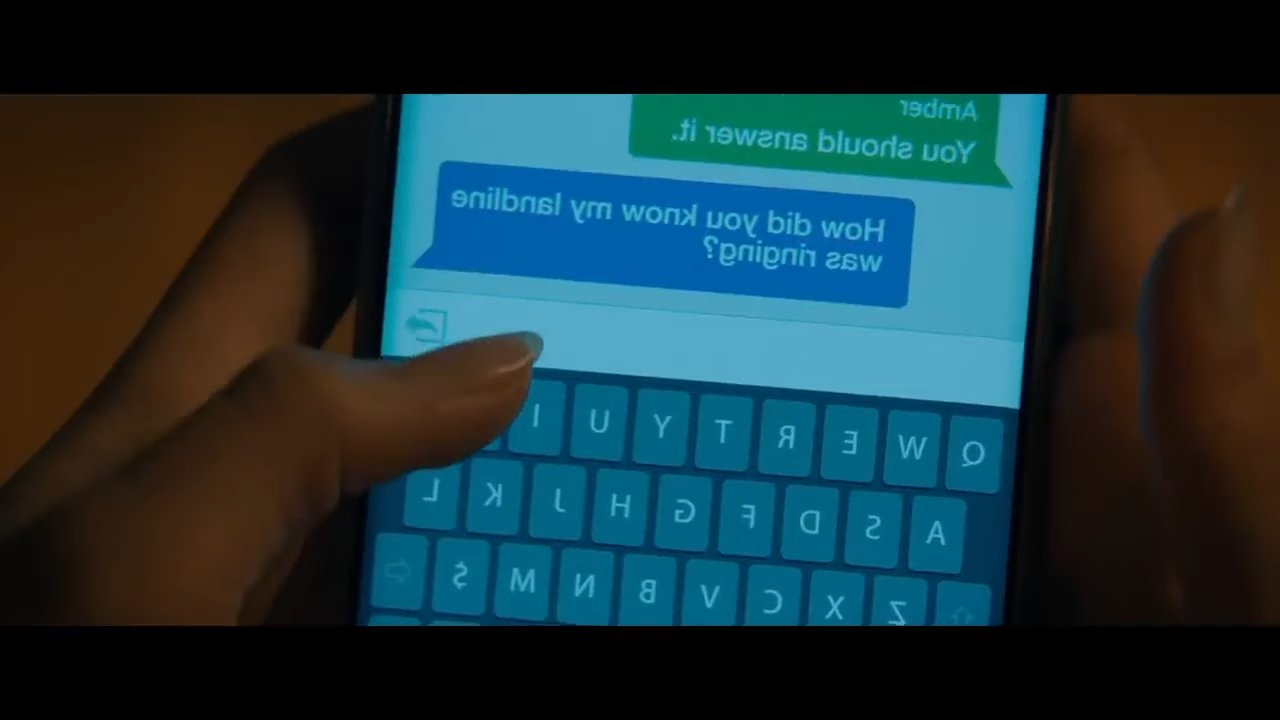 Amber
You should answer it.
How did you know my landline
was ringing?
Q W E R T Y U I
A S D F G H J K L
Z X C V B N M $